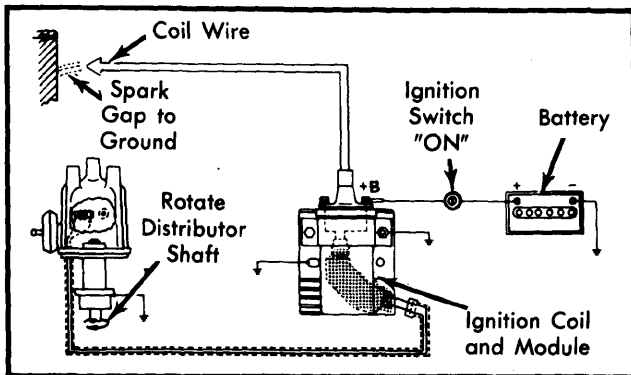 Coil Wire
Spark
Gap to
Ground
Ignition
Switch
"ON"
Battery
+B
+ −
Rotate
Distributor
Shaft
Ignition Coil
and Module